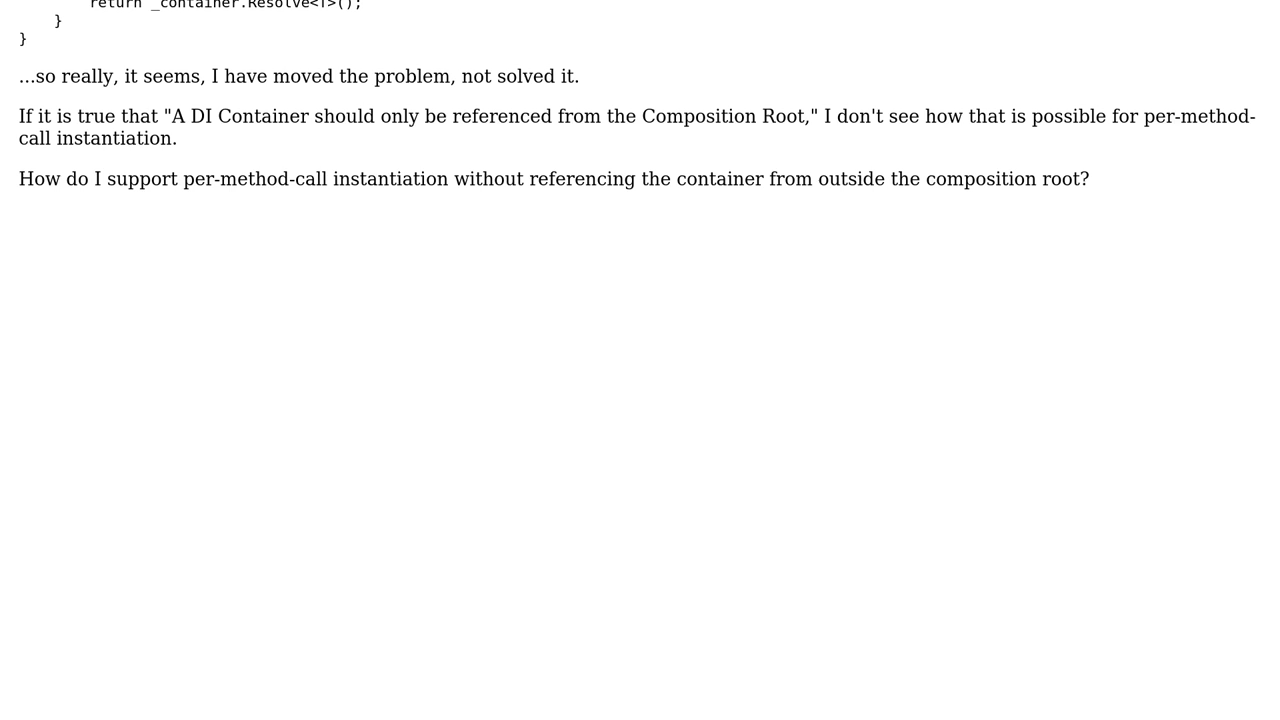 return _container.Resolve<T>();
}
}
...so really, it seems, I have moved the problem, not solved it.
If it is true that "A DI Container should only be referenced from the Composition Root," I don't see how that is possible for per-method-
call instantiation.
How do I support per-method-call instantiation without referencing the container from outside the composition root?